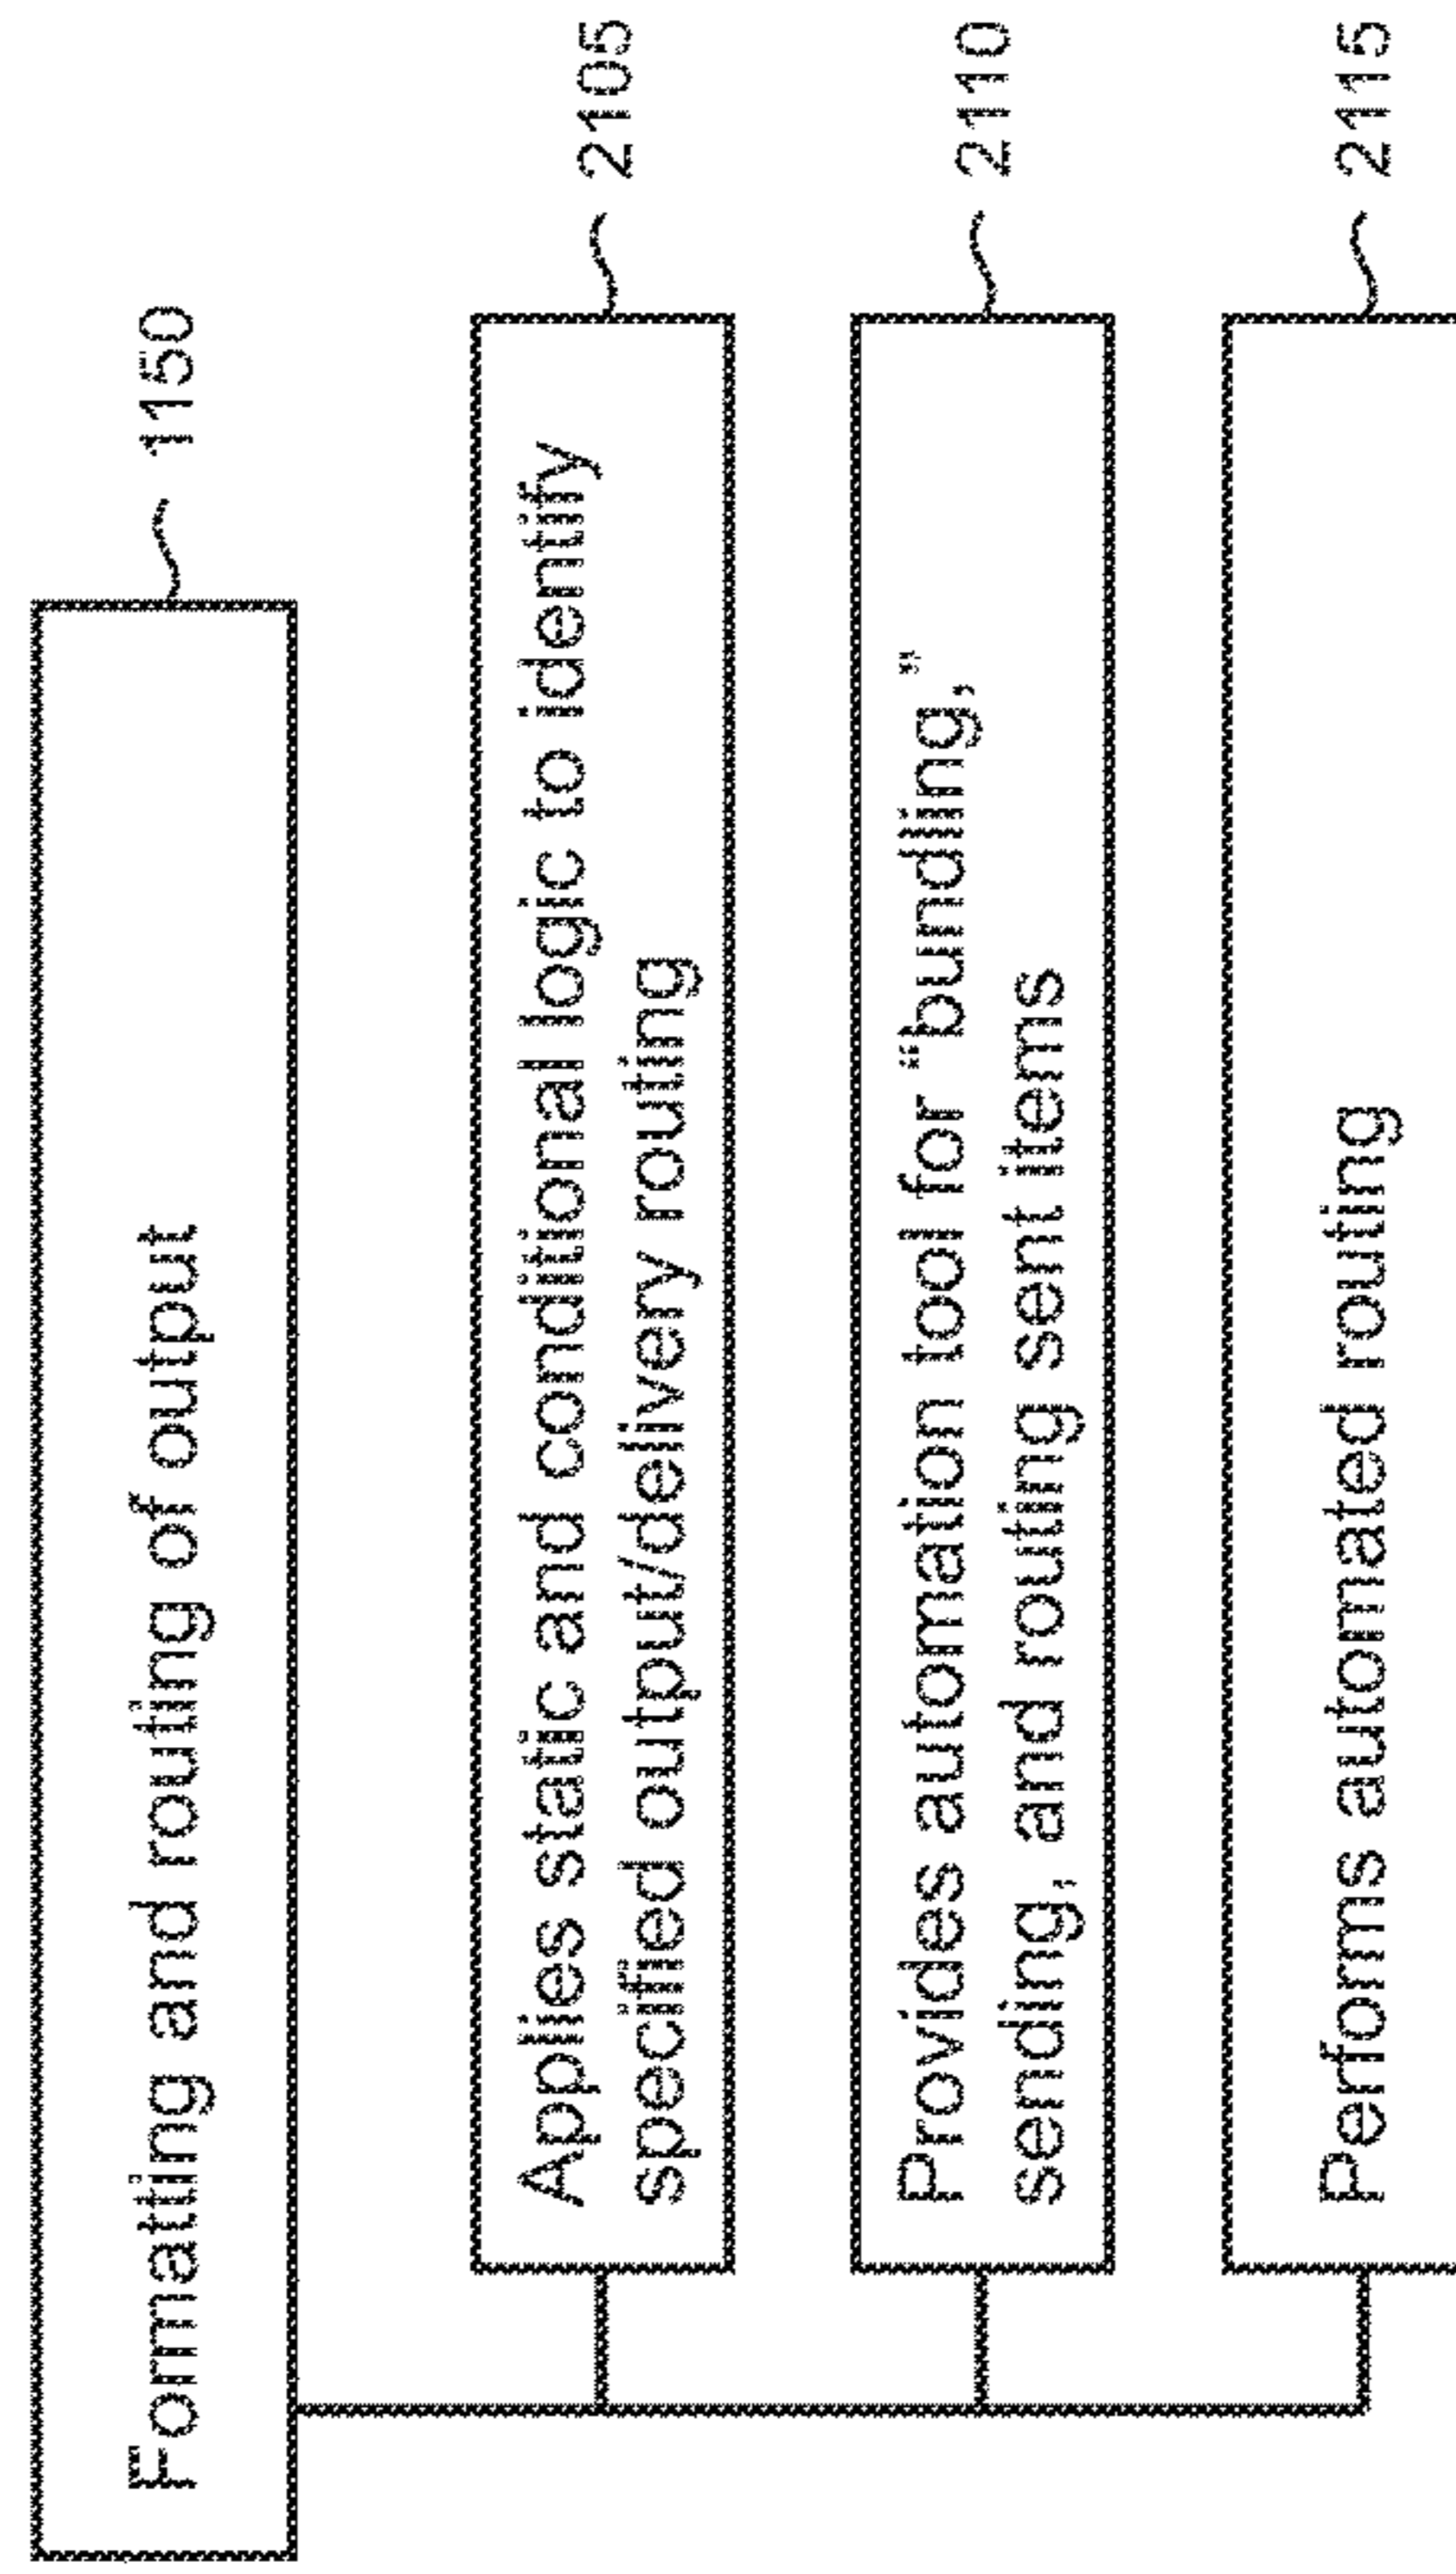 Formatting and routing of output
1150
Applies static and conditional logic to identify
specified output/delivery routing
2105
Provides automation tool for “bundling,”
sending, and routing sent items
2110
Performs automated routing
2115